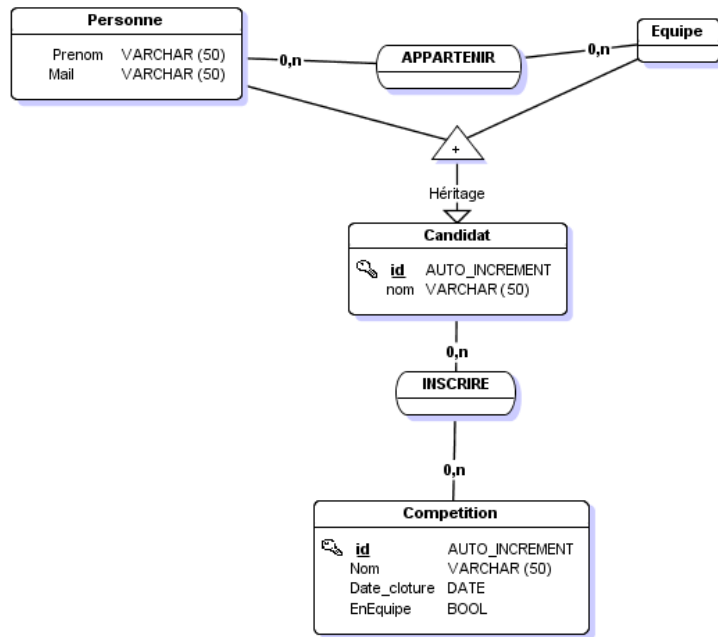 Personne
Prenom VARCHAR (50)
Mail VARCHAR (50)
0,n
APPARTENIR
0,n
Equipe
+
Héritage
Candidat
id AUTO_INCREMENT
nom VARCHAR (50)
0,n
INSCRIRE
0,n
Competition
id AUTO_INCREMENT
Nom VARCHAR (50)
Date_cloture DATE
EnEquipe BOOL